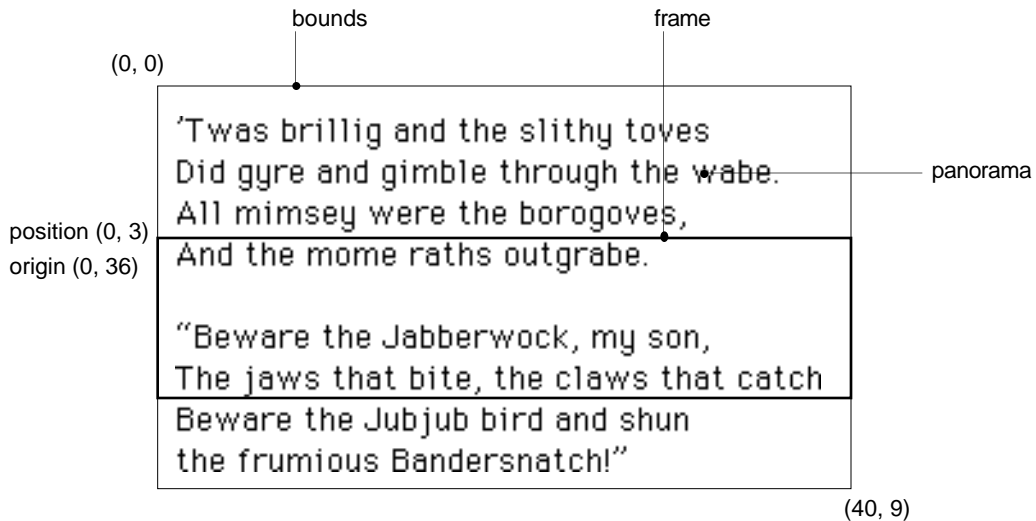 bounds
frame
(0, 0)
’Twas brillig and the slithy toves
Did gyre and gimble through the wabe.
panorama
All mimsey were the borogoves,
position (0, 3)
origin (0, 36)
And the mome raths outgrabe.
“Beware the Jabberwock, my son,
The jaws that bite, the claws that catch
Beware the Jubjub bird and shun
the frumious Bandersnatch!”
(40, 9)